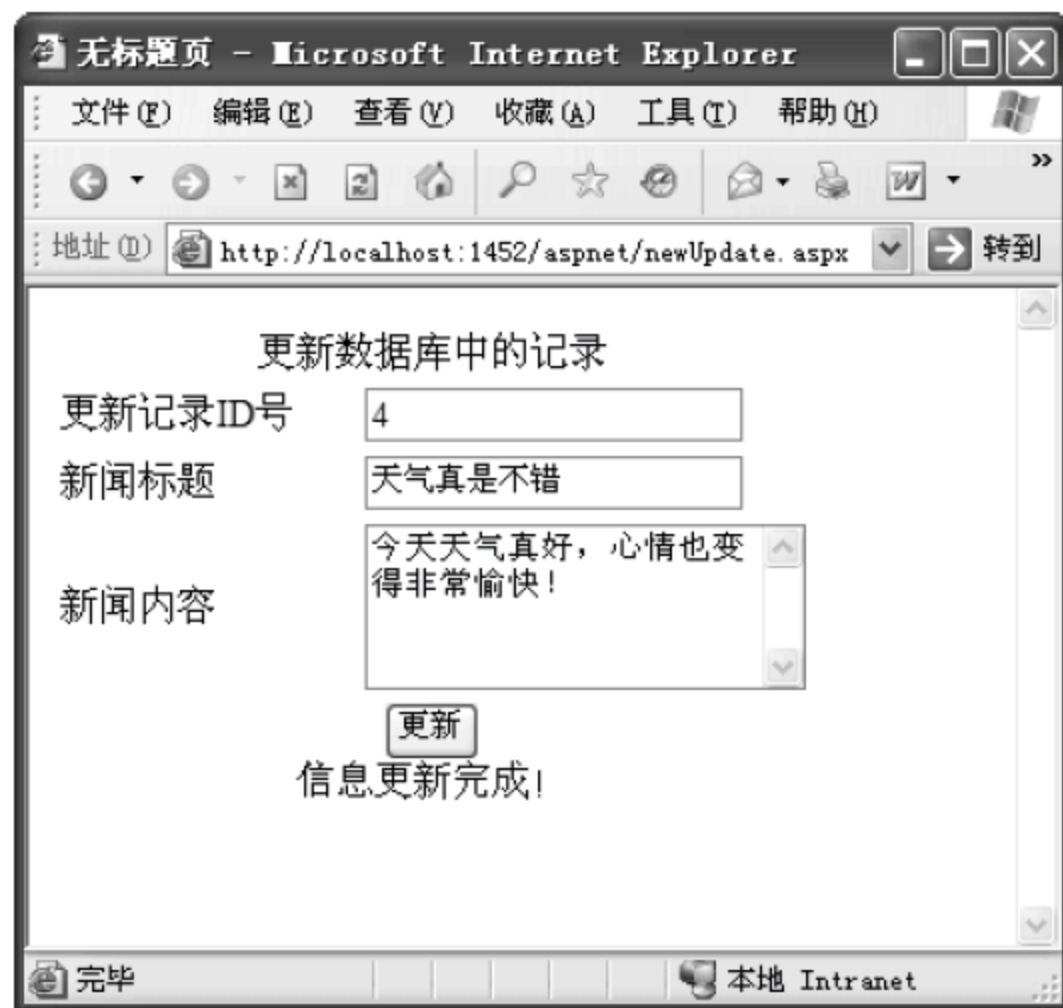 无标题页 - Microsoft Internet Explorer
文件(F) 编辑(E) 查看(V) 收藏(A) 工具(T) 帮助(H)
地址(D) http://localhost:1452/aspnet/newUpdate.aspx 转到
更新数据库中的记录
更新记录ID号 4
新闻标题 天气真是不错
今天天气真好，心情也变
得非常愉快！
新闻内容
更新
信息更新完成！
完毕 本地 Intranet